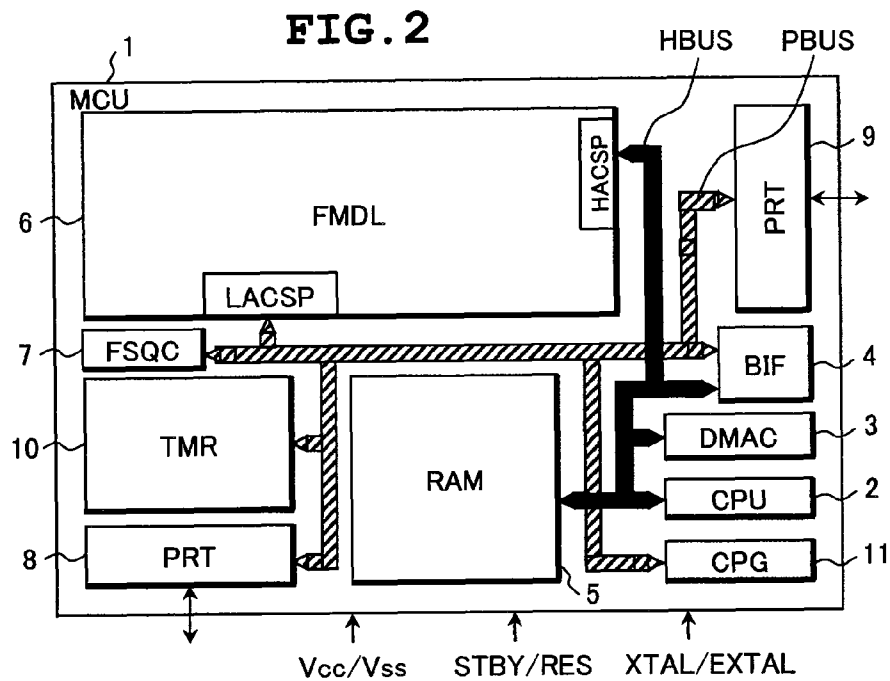 FIG.2
HBUS PBUS
1
MCU
9
HACSP
6
FMDL
PRT
LACSP
7
FSQC
BIF
4
10
TMR
RAM
DMAC
3
CPU
2
8
PRT
CPG
11
5
Vcc/Vss STBY/RES XTAL/EXTAL